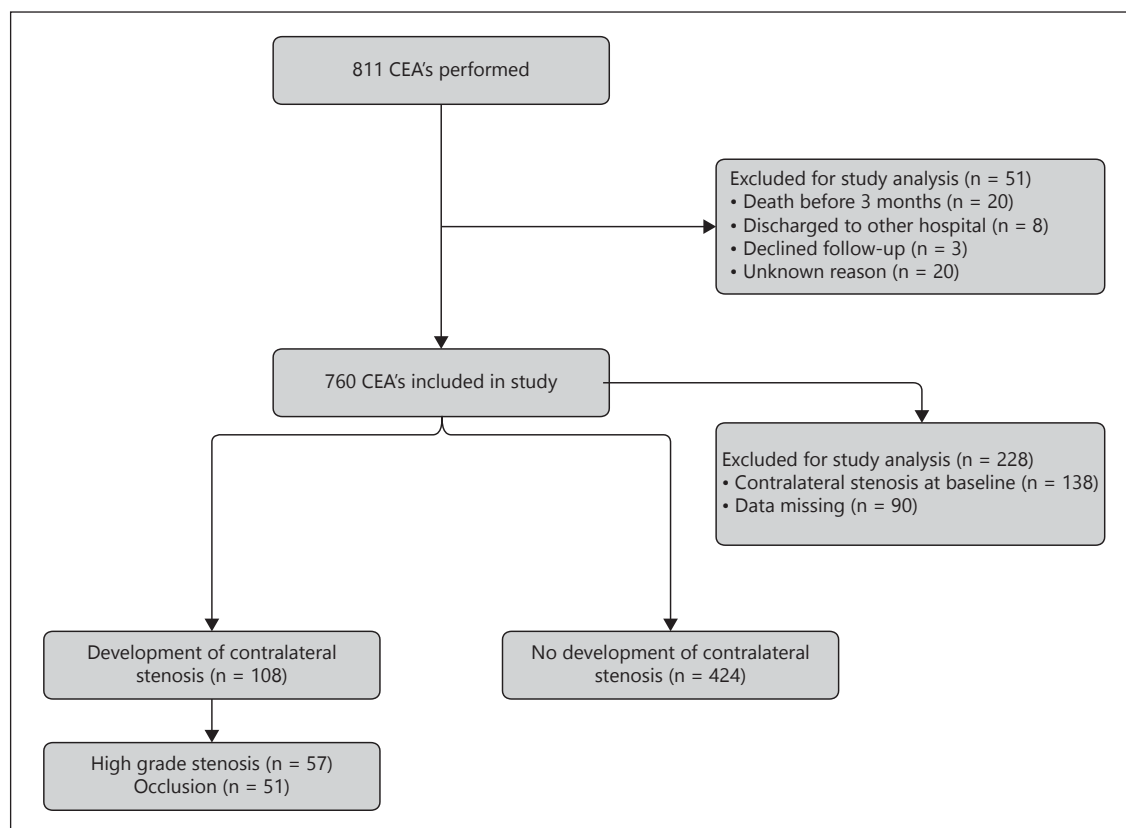 811 CEA's performed
Excluded for study analysis (n = 51)
• Death before 3 months (n = 20)
• Discharged to other hospital (n = 8)
• Declined follow-up (n = 3)
• Unknown reason (n = 20)
760 CEA's included in study
Excluded for study analysis (n = 228)
• Contralateral stenosis at baseline (n = 138)
• Data missing (n = 90)
Development of contralateral
stenosis (n = 108)
No development of contralateral
stenosis (n = 424)
High grade stenosis (n = 57)
Occlusion (n = 51)